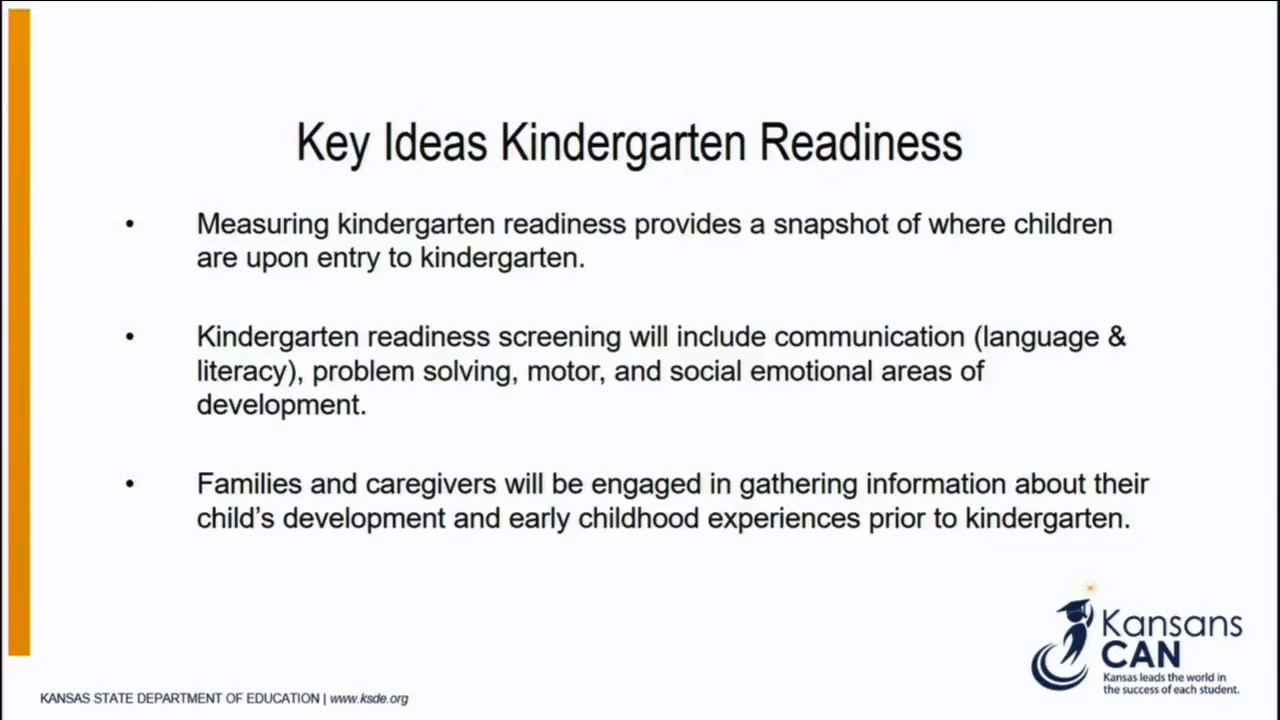 Key Ideas Kindergarten Readiness
• Measuring kindergarten readiness provides a snapshot of where children
are upon entry to kindergarten.
• Kindergarten readiness screening will include communication (language &
literacy), problem solving, motor, and social emotional areas of
development.
• Families and caregivers will be engaged in gathering information about their
child's development and early childhood experiences prior to kindergarten.
Kansans
CAN
Kansas leads the world in
the success of each student.
KANSAS STATE DEPARTMENT OF EDUCATION | www.ksde.org